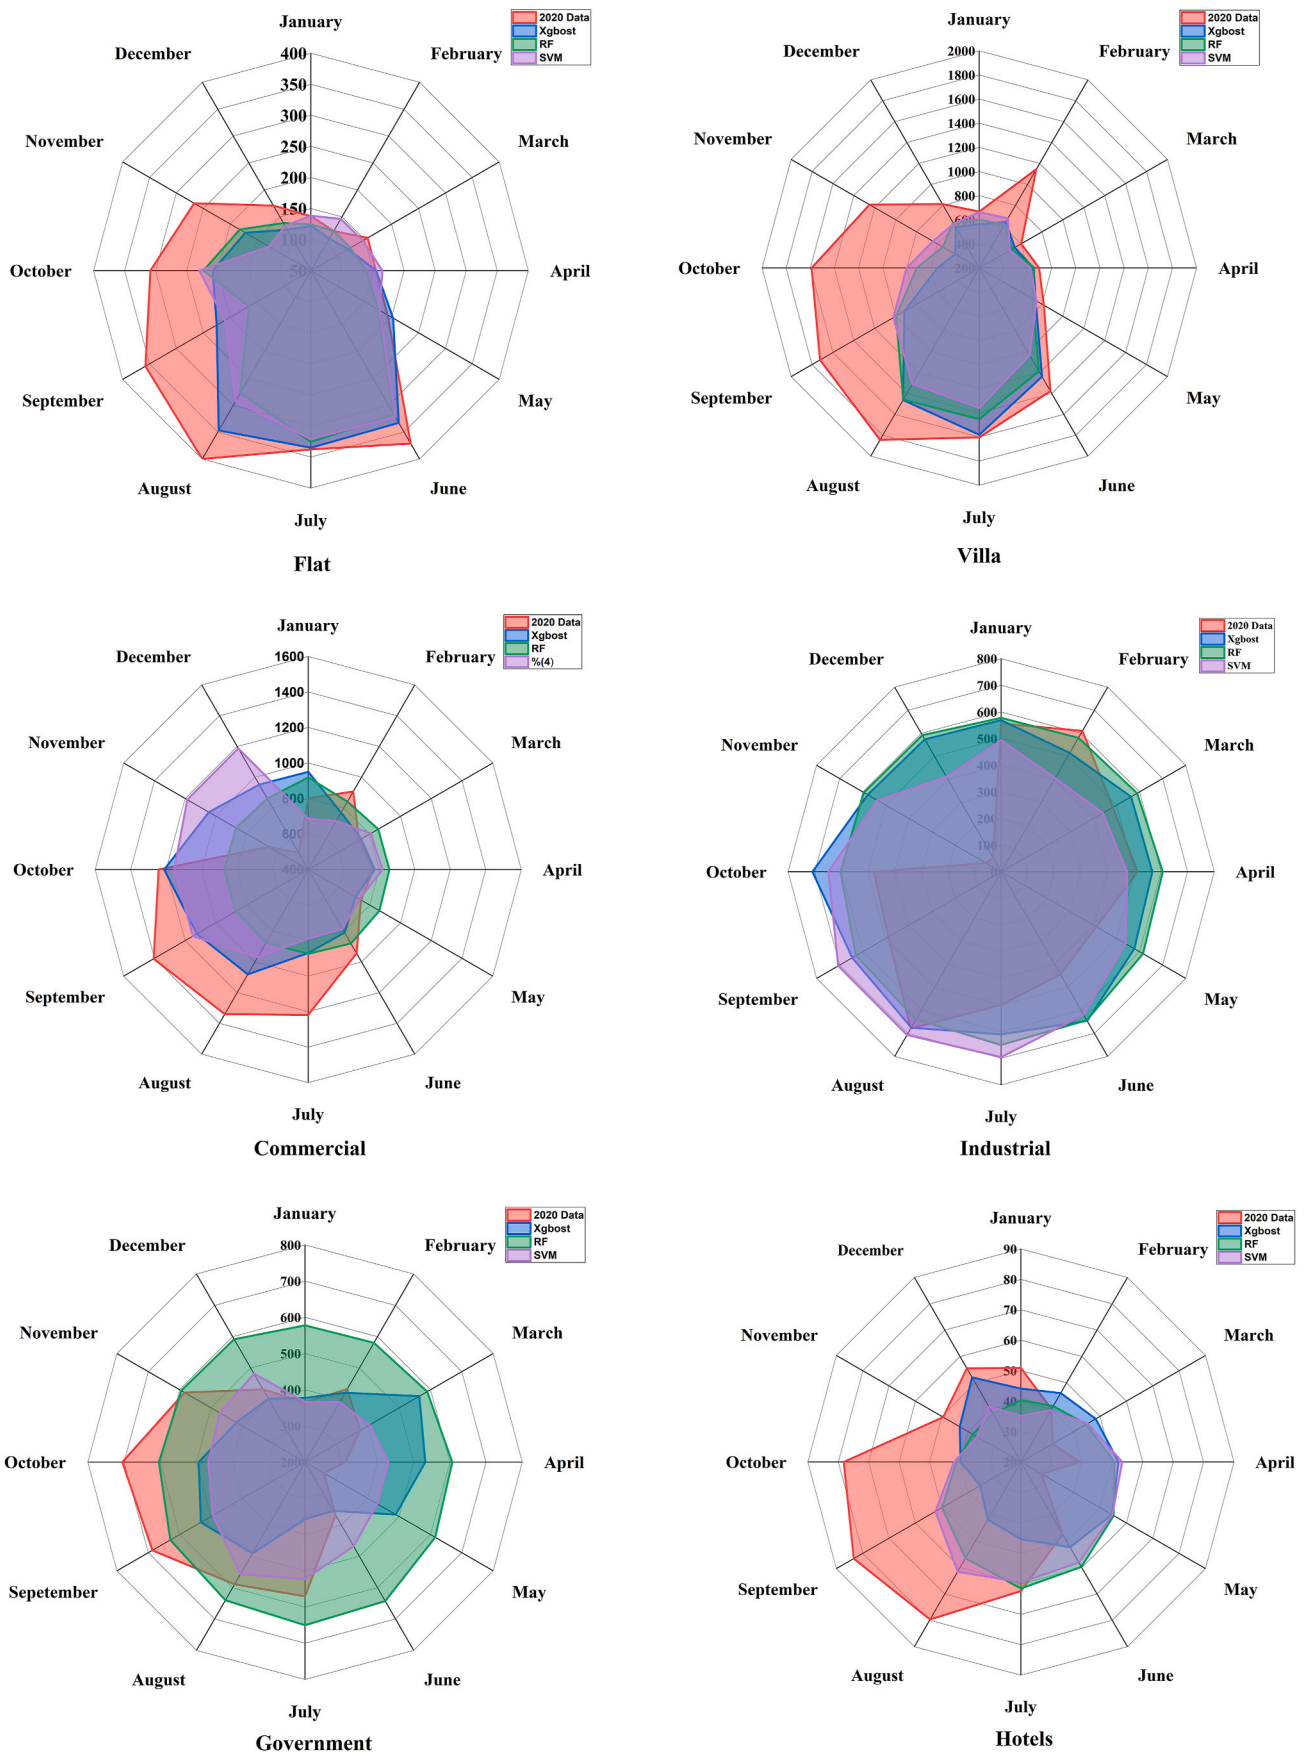 January
2020 Data
Xgbost
RF
SVM
December
February
400
350
300
250
200
150
100
50
November
March
October
April
September
May
August
June
July
Flat
January
2020 Data
Xgbost
RF
SVM
December
February
2000
1800
1600
1400
1200
1000
800
600
400
200
November
March
October
April
September
May
August
June
July
Villa
January
2020 Data
Xgbost
RF
%(4)
December
February
1600
1400
1200
1000
800
600
400
November
March
October
April
September
May
August
June
July
Commercial
January
2020 Data
Xgbost
RF
SVM
December
February
800
700
600
500
400
300
200
100
00
November
March
October
April
September
May
August
June
July
Industrial
January
2020 Data
Xgbost
RF
SVM
December
February
800
700
600
500
400
300
200
November
March
October
April
Sepetember
May
August
June
July
Government
January
2020 Data
Xgbost
RF
SVM
December
February
90
80
70
60
50
40
30
20
November
March
October
April
September
May
August
June
July
Hotels